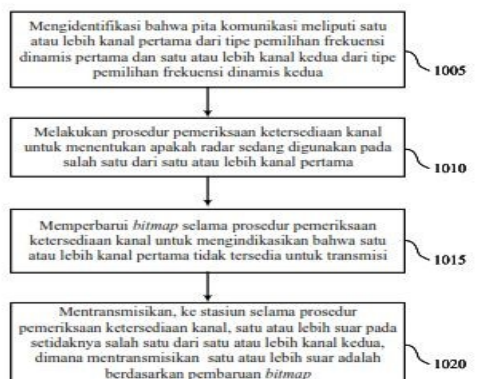 Mengidentifikasi bahwa pita komunikasi meliputi satu
atau lebih kanal pertama dari tipe pemilihan frekuensi
dinamis pertama dan satu atau lebih kanal kedua dari tipe
pemilihan frekuensi dinamis kedua
1005
Melakukan prosedur pemeriksaan ketersediaan kanal
untuk menentukan apakah radar sedang digunakan pada
salah satu dari satu atau lebih kanal pertama
1010
Memperbarui bitmap selama prosedur pemeriksaan
ketersediaan kanal untuk mengindikasikan bahwa satu
atau lebih kanal pertama tidak tersedia untuk transmisi
1015
Mentransmisikan, ke stasiun selama prosedur
pemeriksaan ketersediaan kanal, satu atau lebih suar pada
setidaknya salah satu dari satu atau lebih kanal kedua,
dimana mentransmisikan satu atau lebih suar adalah
berdasarkan pembaruan bitmap
1020